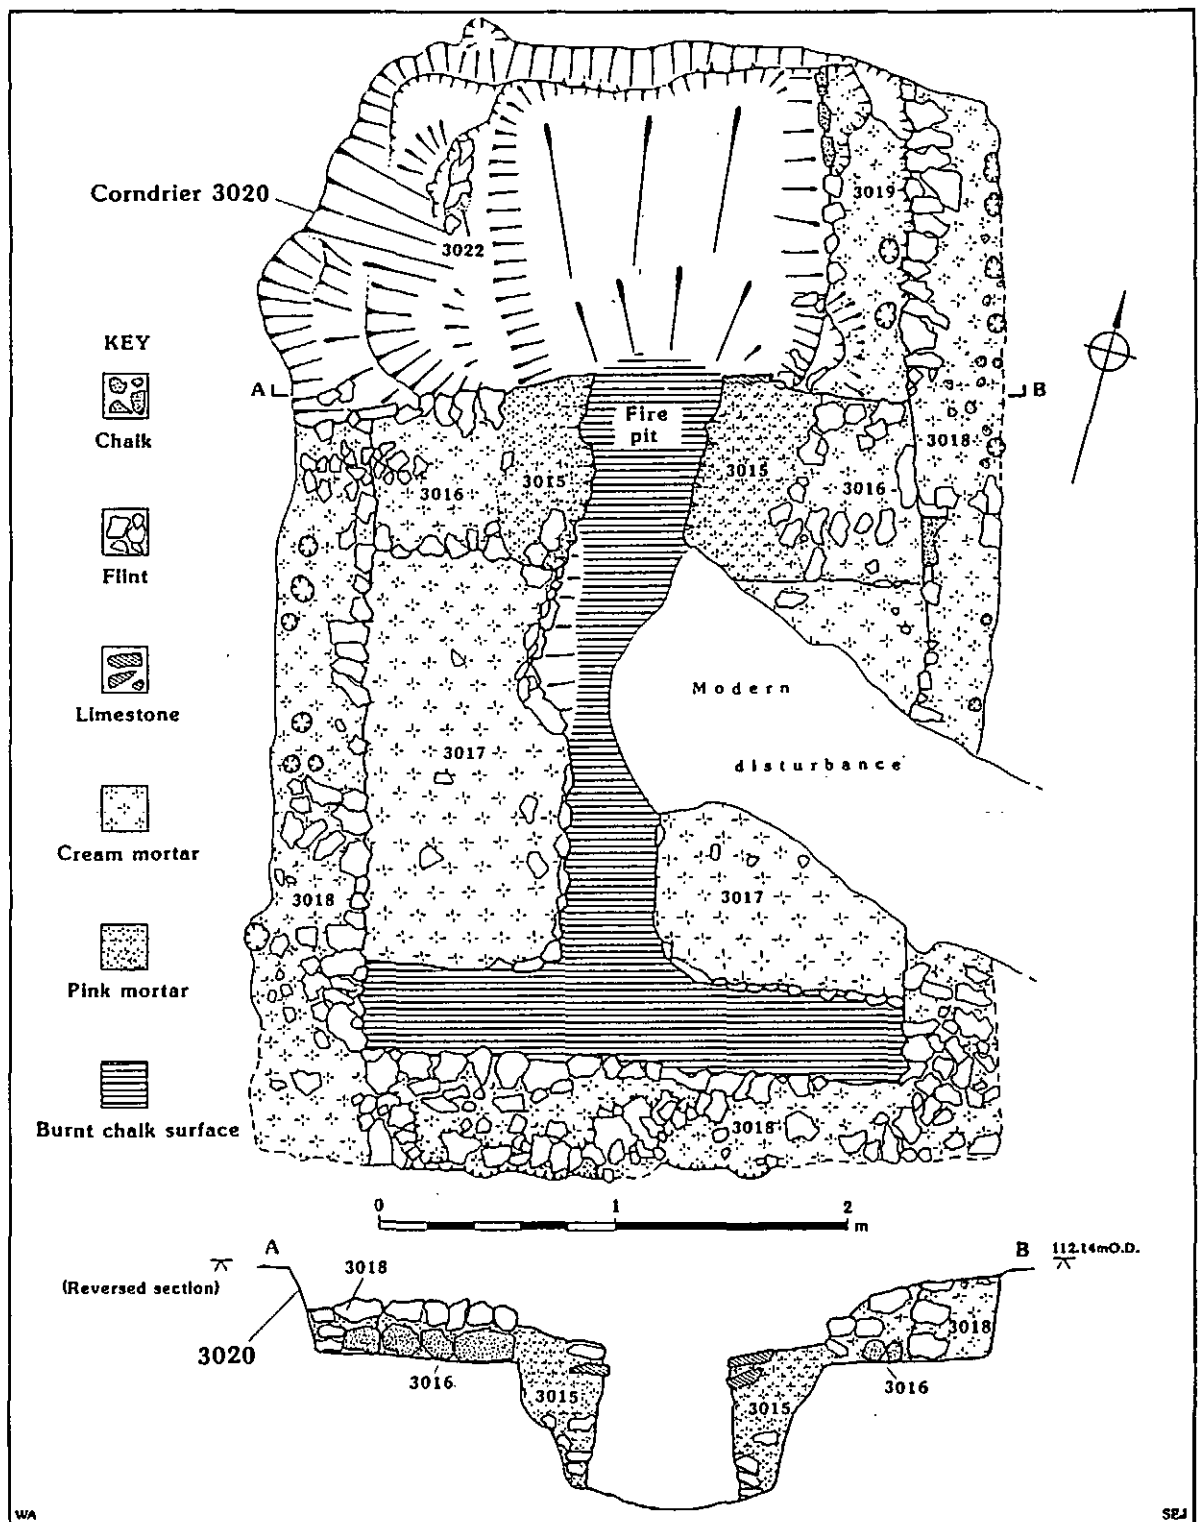 Corndrier 3020
3022
3019
KEY
Chalk
Flint
Limestone
Cream mortar
Pink mortar
Burnt chalk surface
A
B
Fire
pit
3016
3015
3015
3016
3018
Modern
disturbance
3017
3017
3018
3018
0
1
2
m
A
B
112.14mO.D.
(Reversed section)
3018
3020
3016
3015
3015
3018
3016
WA
SEJ